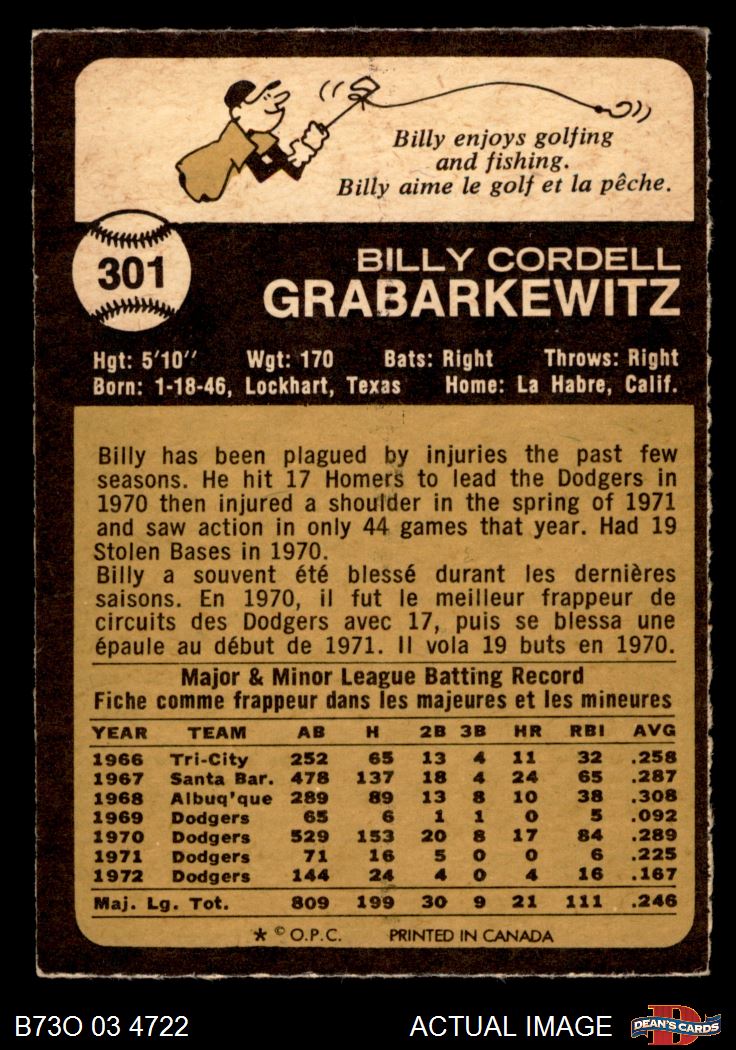 Billy enjoys golfing
and fishing.
Billy aime le golf et la pêche.
301
BILLY CORDELL
GRABARKEWITZ
Hgt: 5'10'' Wgt: 170 Bats: Right Throws: Right
Born: 1-18-46, Lockhart, Texas Home: La Habre, Calif.
Billy has been plagued by injuries the past few
seasons. He hit 17 Homers to lead the Dodgers in
1970 then injured a shoulder in the spring of 1971
and saw action in only 44 games that year. Had 19
Stolen Bases in 1970.
Billy a souvent été blessé durant les dernières
saisons. En 1970, il fut le meilleur frappeur de
circuits des Dodgers avec 17, puis se blessa une
épaule au début de 1971. Il vola 19 buts en 1970.
Major & Minor League Batting Record
Fiche comme frappeur dans les majeures et les mineures
YEAR TEAM AB H 2B 3B HR RBI AVG
1966 Tri-City 252 65 13 4 11 32 .258
1967 Santa Bar. 478 137 18 4 24 65 .287
1968 Albuq'que 289 89 13 8 10 38 .308
1969 Dodgers 65 6 1 1 0 5 .092
1970 Dodgers 529 153 20 8 17 84 .289
1971 Dodgers 71 16 5 0 0 6 .225
1972 Dodgers 144 24 4 0 4 16 .167
Maj. Lg. Tot. 809 199 30 9 21 111 .246
* © O.P.C. PRINTED IN CANADA
B73O 03 4722 ACTUAL IMAGE D DEAN'S CARDS